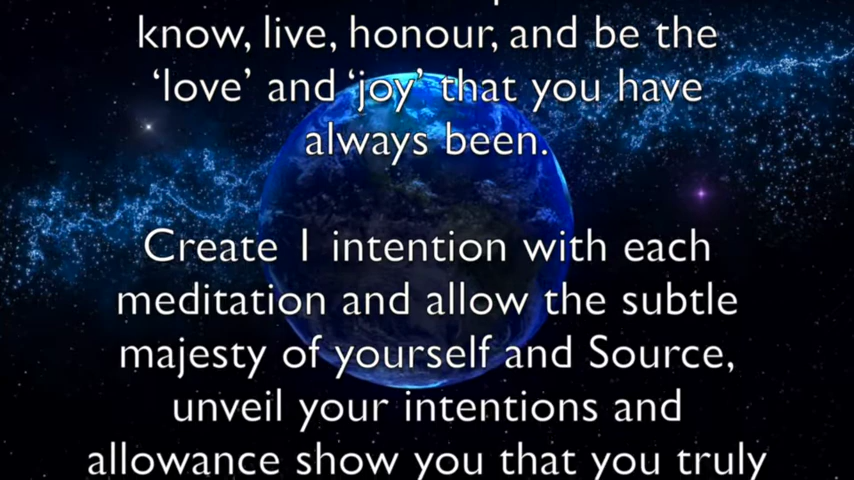 know, live, honour, and be the
‘love’ and ‘joy’ that you have
always been.
Create 1 intention with each
meditation and allow the subtle
majesty of yourself and Source,
unveil your intentions and
allowance show you that you truly